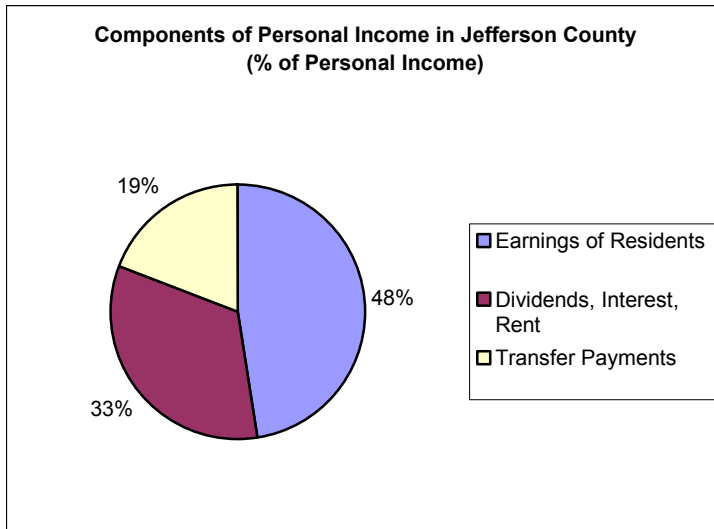 Components of Personal Income in Jefferson County
(% of Personal Income)
19%
48%
33%
Earnings of Residents
Dividends, Interest,
Rent
Transfer Payments